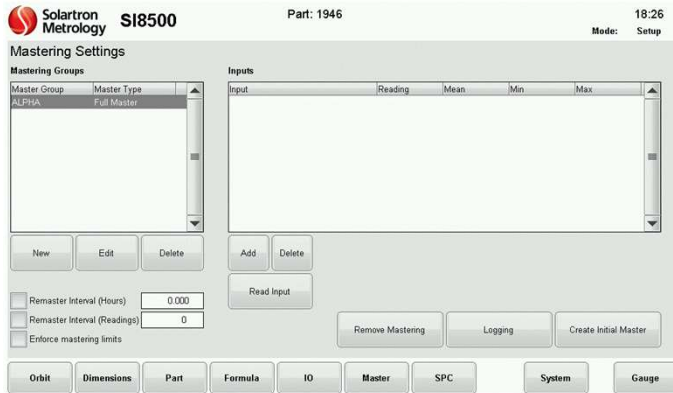 Solartron Metrology SI8500 Part: 1946 18:26
Mode: Setup
Mastering Settings
Mastering Groups Inputs
Master Group Master Type Input Reading Mean Min Max
ALPHA Full Master
New Edit Delete Add Delete
Read Input
Remaster Interval (Hours) 0.000
Remaster Interval (Readings) 0
Enforce mastering limits
Remove Mastering Logging Create Initial Master
Orbit Dimensions Part Formula IO Master SPC System Gauge